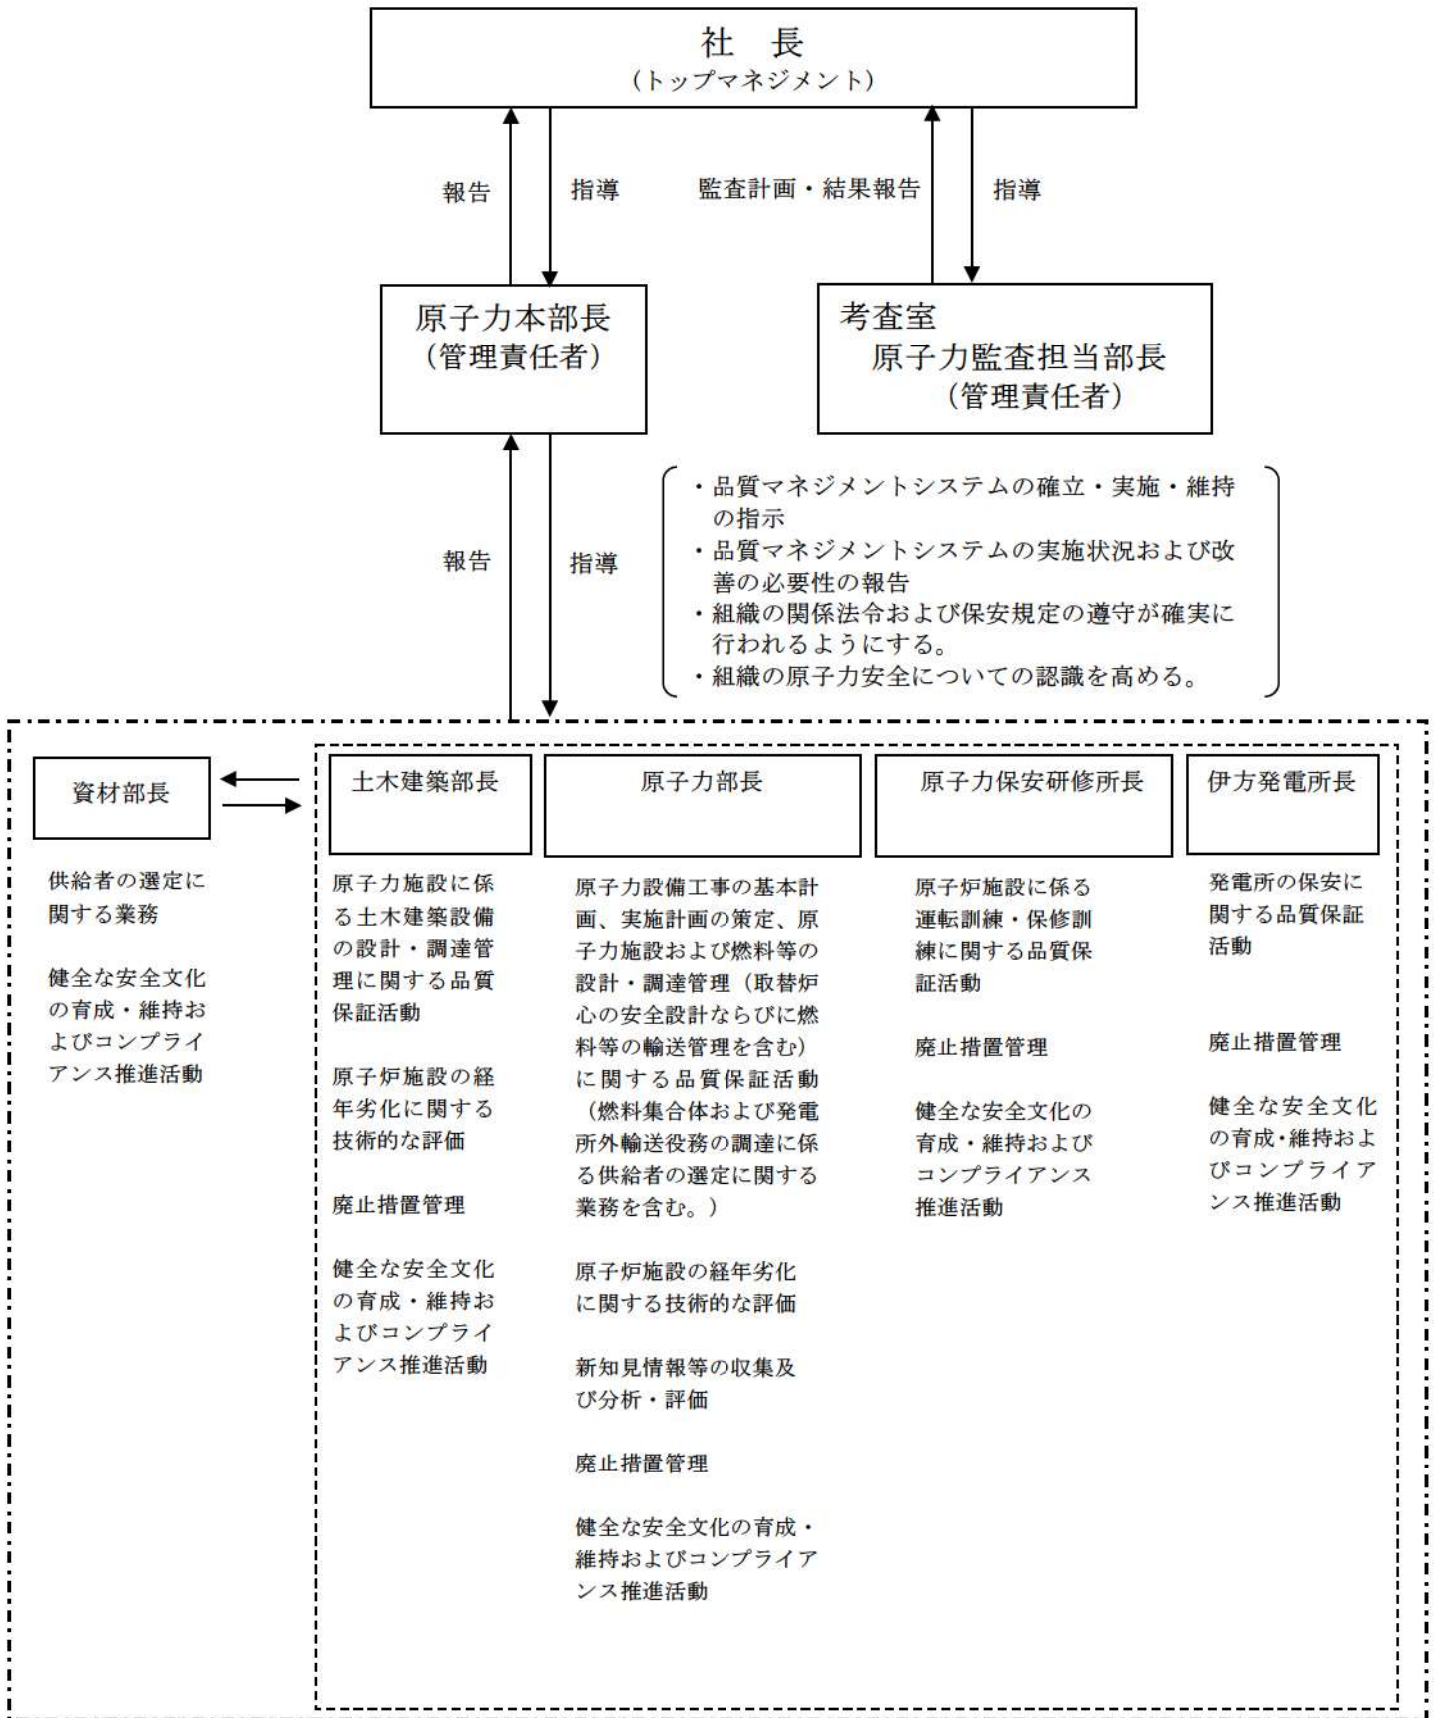 社　長
（トップマネジメント）
報告
指導
監査計画・結果報告
指導
原子力本部長
（管理責任者）
考査室
原子力監査担当部長
（管理責任者）
報告
指導
・品質マネジメントシステムの確立・実施・維持
の指示
・品質マネジメントシステムの実施状況および改
善の必要性の報告
・組織の関係法令および保安規定の遵守が確実に
行われるようにする。
・組織の原子力安全についての認識を高める。
資材部長
供給者の選定に
関する業務
健全な安全文化
の育成・維持お
よびコンプライ
アンス推進活動
土木建築部長
原子力施設に係
る土木建築設備
の設計・調達管
理に関する品質
保証活動
原子炉施設の経
年劣化に関する
技術的な評価
廃止措置管理
健全な安全文化
の育成・維持お
よびコンプライ
アンス推進活動
原子力部長
原子力設備工事の基本計
画、実施計画の策定、原
子力施設および燃料等の
設計・調達管理（取替炉
心の安全設計ならびに燃
料等の輸送管理を含む）
に関する品質保証活動
（燃料集合体および発電
所外輸送役務の調達に係
る供給者の選定に関する
業務を含む。）
原子炉施設の経年劣化
に関する技術的な評価
新知見情報等の収集及
び分析・評価
廃止措置管理
健全な安全文化の育成・
維持およびコンプライア
ンス推進活動
原子力保安研修所長
原子炉施設に係る
運転訓練・保修訓
練に関する品質保
証活動
廃止措置管理
健全な安全文化の
育成・維持および
コンプライアンス
推進活動
伊方発電所長
発電所の保安に
関する品質保証
活動
廃止措置管理
健全な安全文化
の育成・維持およ
びコンプライア
ンス推進活動